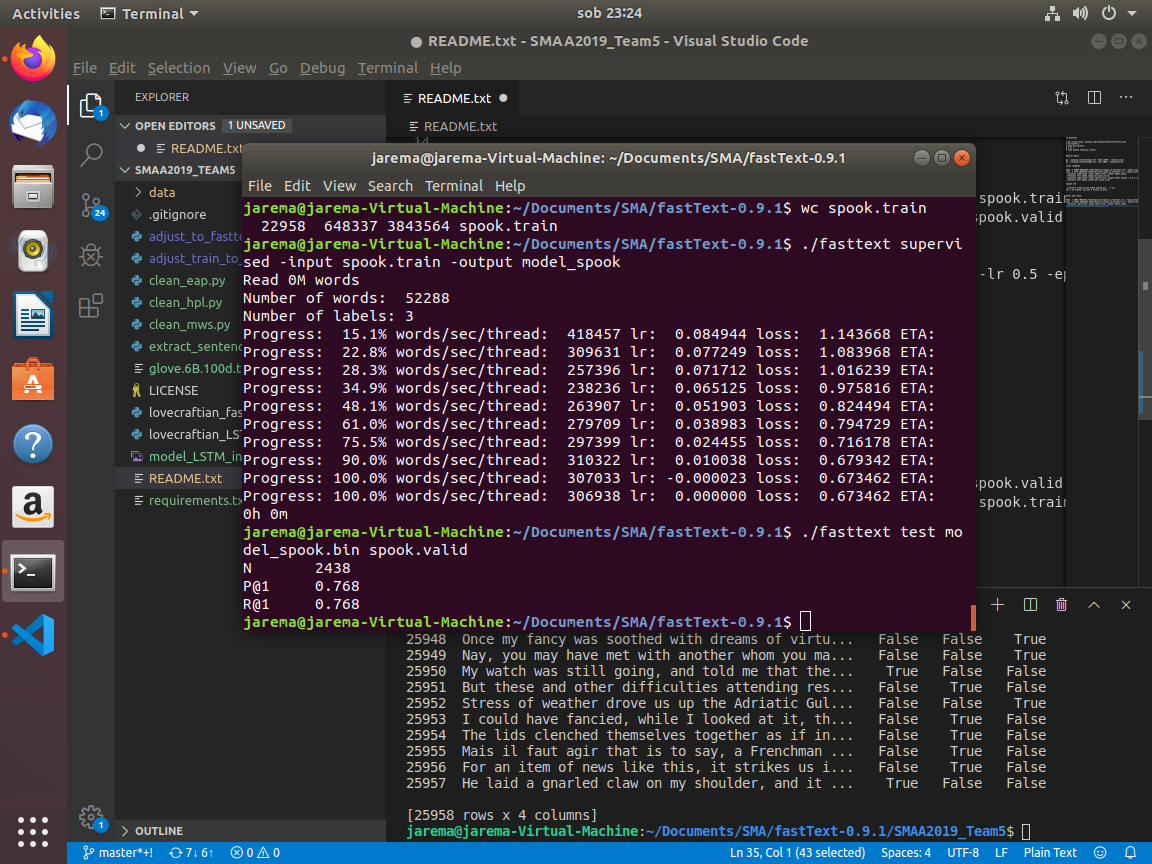 Activities
Terminal
sob 23:24
README.txt - SMAA2019_Team5 - Visual Studio Code
File Edit Selection View Go Debug Terminal Help
EXPLORER
OPEN EDITORS 1 UNSAVED
README.txt
SMAA2019_TEAM5
data
.gitignore
adjust_to_fastte
adjust_train_to_
clean_eap.py
clean_hpl.py
clean_mws.py
extract_sentenc
glove.6B.100d.t
LICENSE
lovecraftian_fas
lovecraftian_LST
model_LSTM_in
README.txt
requirements.tx
OUTLINE
1
24
1
README.txt
README.txt
14
spook.train
spook.valid
-lr 0.5 -ep
spook.valid
spook.train
jarema@jarema-Virtual-Machine: ~/Documents/SMA/fastText-0.9.1
File Edit View Search Terminal Help
jarema@jarema-Virtual-Machine:~/Documents/SMA/fastText-0.9.1$ wc spook.train
22958 648337 3843564 spook.train
jarema@jarema-Virtual-Machine:~/Documents/SMA/fastText-0.9.1$ ./fasttext supervi
sed -input spook.train -output model_spook
Read 0M words
Number of words: 52288
Number of labels: 3
Progress: 15.1% words/sec/thread: 418457 lr: 0.084944 loss: 1.143668 ETA:
Progress: 22.8% words/sec/thread: 309631 lr: 0.077249 loss: 1.083968 ETA:
Progress: 28.3% words/sec/thread: 257396 lr: 0.071712 loss: 1.016239 ETA:
Progress: 34.9% words/sec/thread: 238236 lr: 0.065125 loss: 0.975816 ETA:
Progress: 48.1% words/sec/thread: 263907 lr: 0.051903 loss: 0.824494 ETA:
Progress: 61.0% words/sec/thread: 279709 lr: 0.038983 loss: 0.794729 ETA:
Progress: 75.5% words/sec/thread: 297399 lr: 0.024455 loss: 0.716178 ETA:
Progress: 90.0% words/sec/thread: 310322 lr: 0.010038 loss: 0.679342 ETA:
Progress: 100.0% words/sec/thread: 307033 lr: -0.000023 loss: 0.673462 ETA:
Progress: 100.0% words/sec/thread: 306938 lr: 0.000000 loss: 0.673462 ETA:
0h 0m
jarema@jarema-Virtual-Machine:~/Documents/SMA/fastText-0.9.1$ ./fasttext test mo
del_spook.bin spook.valid
N 2438
P@1 0.768
R@1 0.768
jarema@jarema-Virtual-Machine:~/Documents/SMA/fastText-0.9.1$
25948 Once my fancy was soothed with dreams of virtu... False False True
25949 Nay, you may have met with another whom you ma... False False True
25950 My watch was still going, and told me that the... True False False
25951 But these and other difficulties attending res... False True False
25952 Stress of weather drove us up the Adriatic Gul... False True False
25953 I could have fancied, while I looked at it, th... False True False
25954 The lids clenched themselves together as if in... False True False
25955 Mais il faut agir that is to say, a Frenchman ... False True False
25956 For an item of news like this, it strikes us i... False True False
25957 He laid a gnarled claw on my shoulder, and it ... True False False
[25958 rows x 4 columns]
jarema@jarema-Virtual-Machine:~/Documents/SMA/fastText-0.9.1/SMAA2019_Team5$
master*+! 7↓ 6↑ 0 0 Ln 35, Col 1 (43 selected) Spaces: 4 UTF-8 LF Plain Text